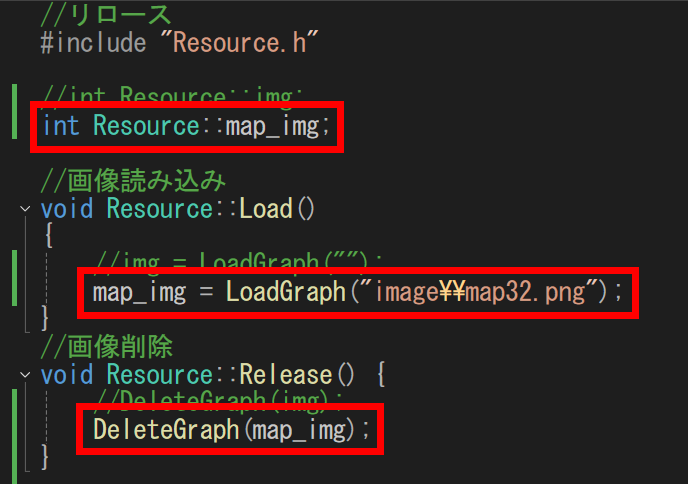 //リロース
#include "Resource.h"
//int Resource::img;
int Resource::map_img;
//画像読み込み
void Resource::Load()
{
//img = LoadGraph("");
map_img = LoadGraph("image¥¥map32.png");
}
//画像削除
void Resource::Release() {
//DeleteGraph(img);
DeleteGraph(map_img);
}